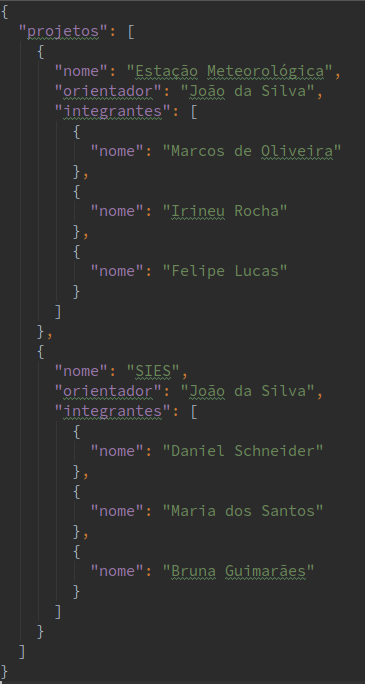 {
  "projetos": [
    {
      "nome": "Estação Meteorológica",
      "orientador": "João da Silva",
      "integrantes": [
        {
          "nome": "Marcos de Oliveira"
        },
        {
          "nome": "Irineu Rocha"
        },
        {
          "nome": "Felipe Lucas"
        }
      ]
    },
    {
      "nome": "SIES",
      "orientador": "João da Silva",
      "integrantes": [
        {
          "nome": "Daniel Schneider"
        },
        {
          "nome": "Maria dos Santos"
        },
        {
          "nome": "Bruna Guimarães"
        }
      ]
    }
  ]
}